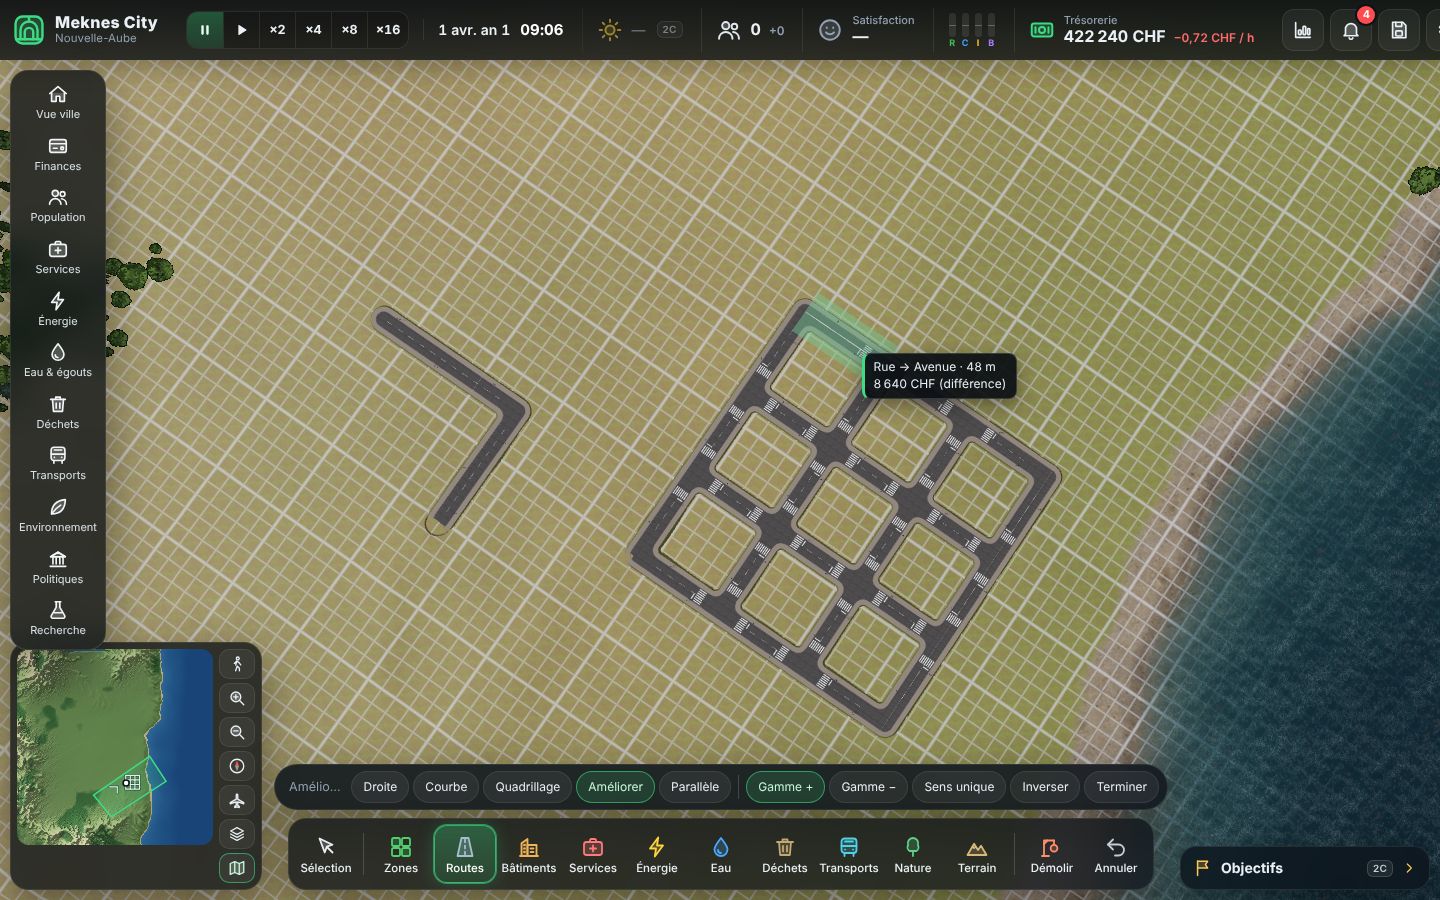 Meknes City
Nouvelle-Aube
×2
×4
×8
×16
1 avr. an 1 09:06
— 2C
0 +0
Satisfaction
—
R C I B
Trésorerie
422 240 CHF −0,72 CHF / h
4
Vue ville
Finances
Population
Services
Énergie
Eau & égouts
Déchets
Transports
Environnement
Politiques
Recherche
Rue → Avenue · 48 m
8 640 CHF (différence)
Amélio...
Droite
Courbe
Quadrillage
Améliorer
Parallèle
Gamme +
Gamme −
Sens unique
Inverser
Terminer
Sélection
Zones
Routes
Bâtiments
Services
Énergie
Eau
Déchets
Transports
Nature
Terrain
Démolir
Annuler
Objectifs 2C